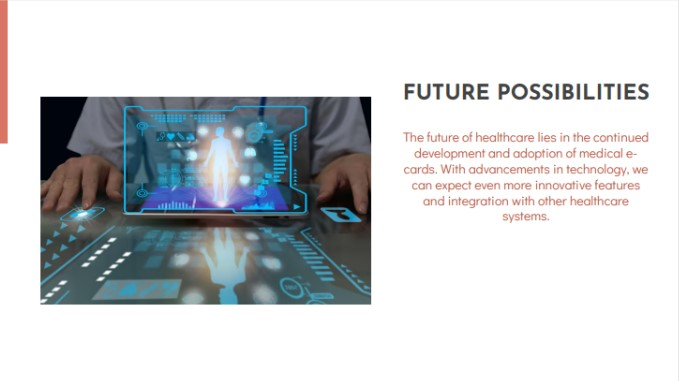 FUTURE POSSIBILITIES
The future of healthcare lies in the continued
development and adoption of medical e-
cards. With advancements in technology, we
can expect even more innovative features
and integration with other healthcare
systems.